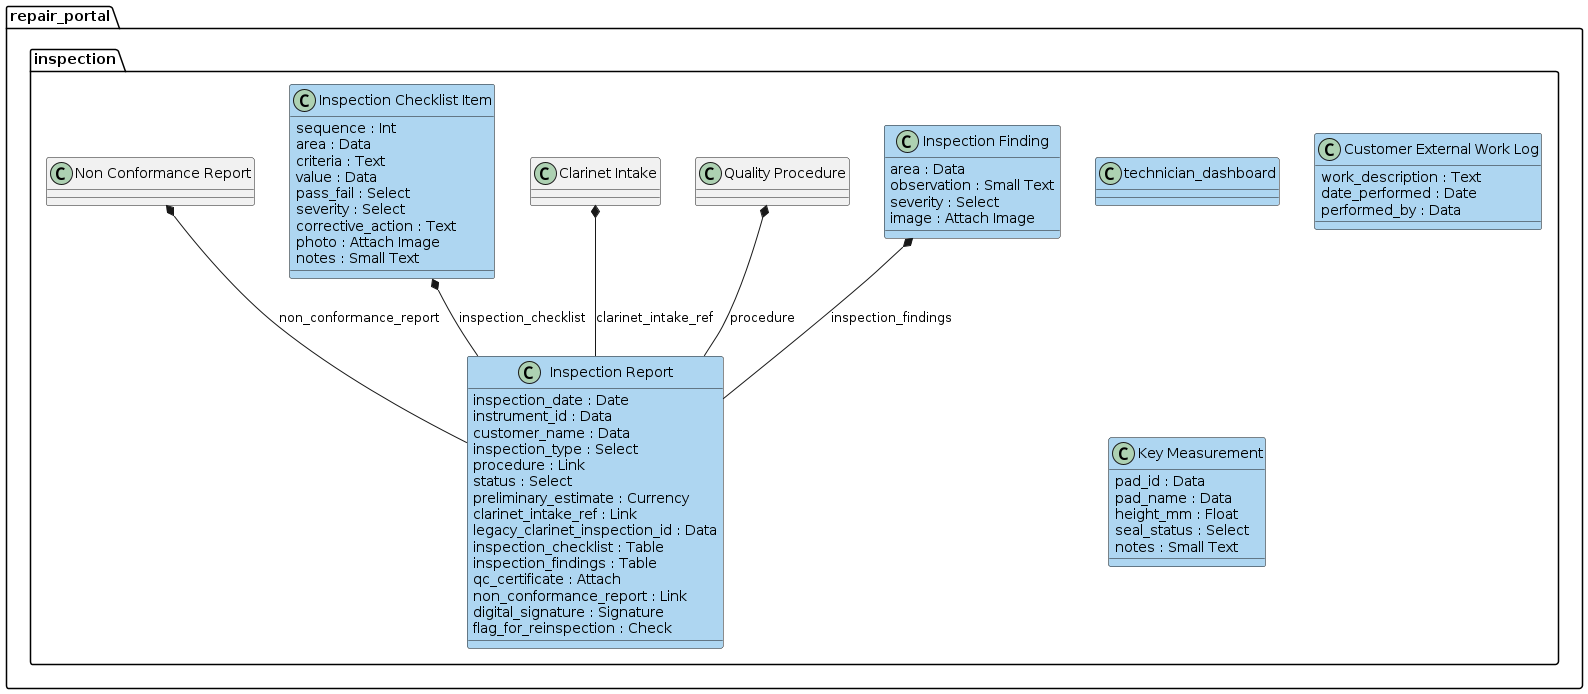 repair_portal
inspection
C Non Conformance Report
C Inspection Checklist Item
sequence : Int
area : Data
criteria : Text
value : Data
pass_fail : Select
severity : Select
corrective_action : Text
photo : Attach Image
notes : Small Text
C Clarinet Intake
C Quality Procedure
C Inspection Finding
area : Data
observation : Small Text
severity : Select
image : Attach Image
C technician_dashboard
C Customer External Work Log
work_description : Text
date_performed : Date
performed_by : Data
non_conformance_report
inspection_checklist
clarinet_intake_ref
procedure
inspection_findings
C Inspection Report
inspection_date : Date
instrument_id : Data
customer_name : Data
inspection_type : Select
procedure : Link
status : Select
preliminary_estimate : Currency
clarinet_intake_ref : Link
legacy_clarinet_inspection_id : Data
inspection_checklist : Table
inspection_findings : Table
qc_certificate : Attach
non_conformance_report : Link
digital_signature : Signature
flag_for_reinspection : Check
C Key Measurement
pad_id : Data
pad_name : Data
height_mm : Float
seal_status : Select
notes : Small Text